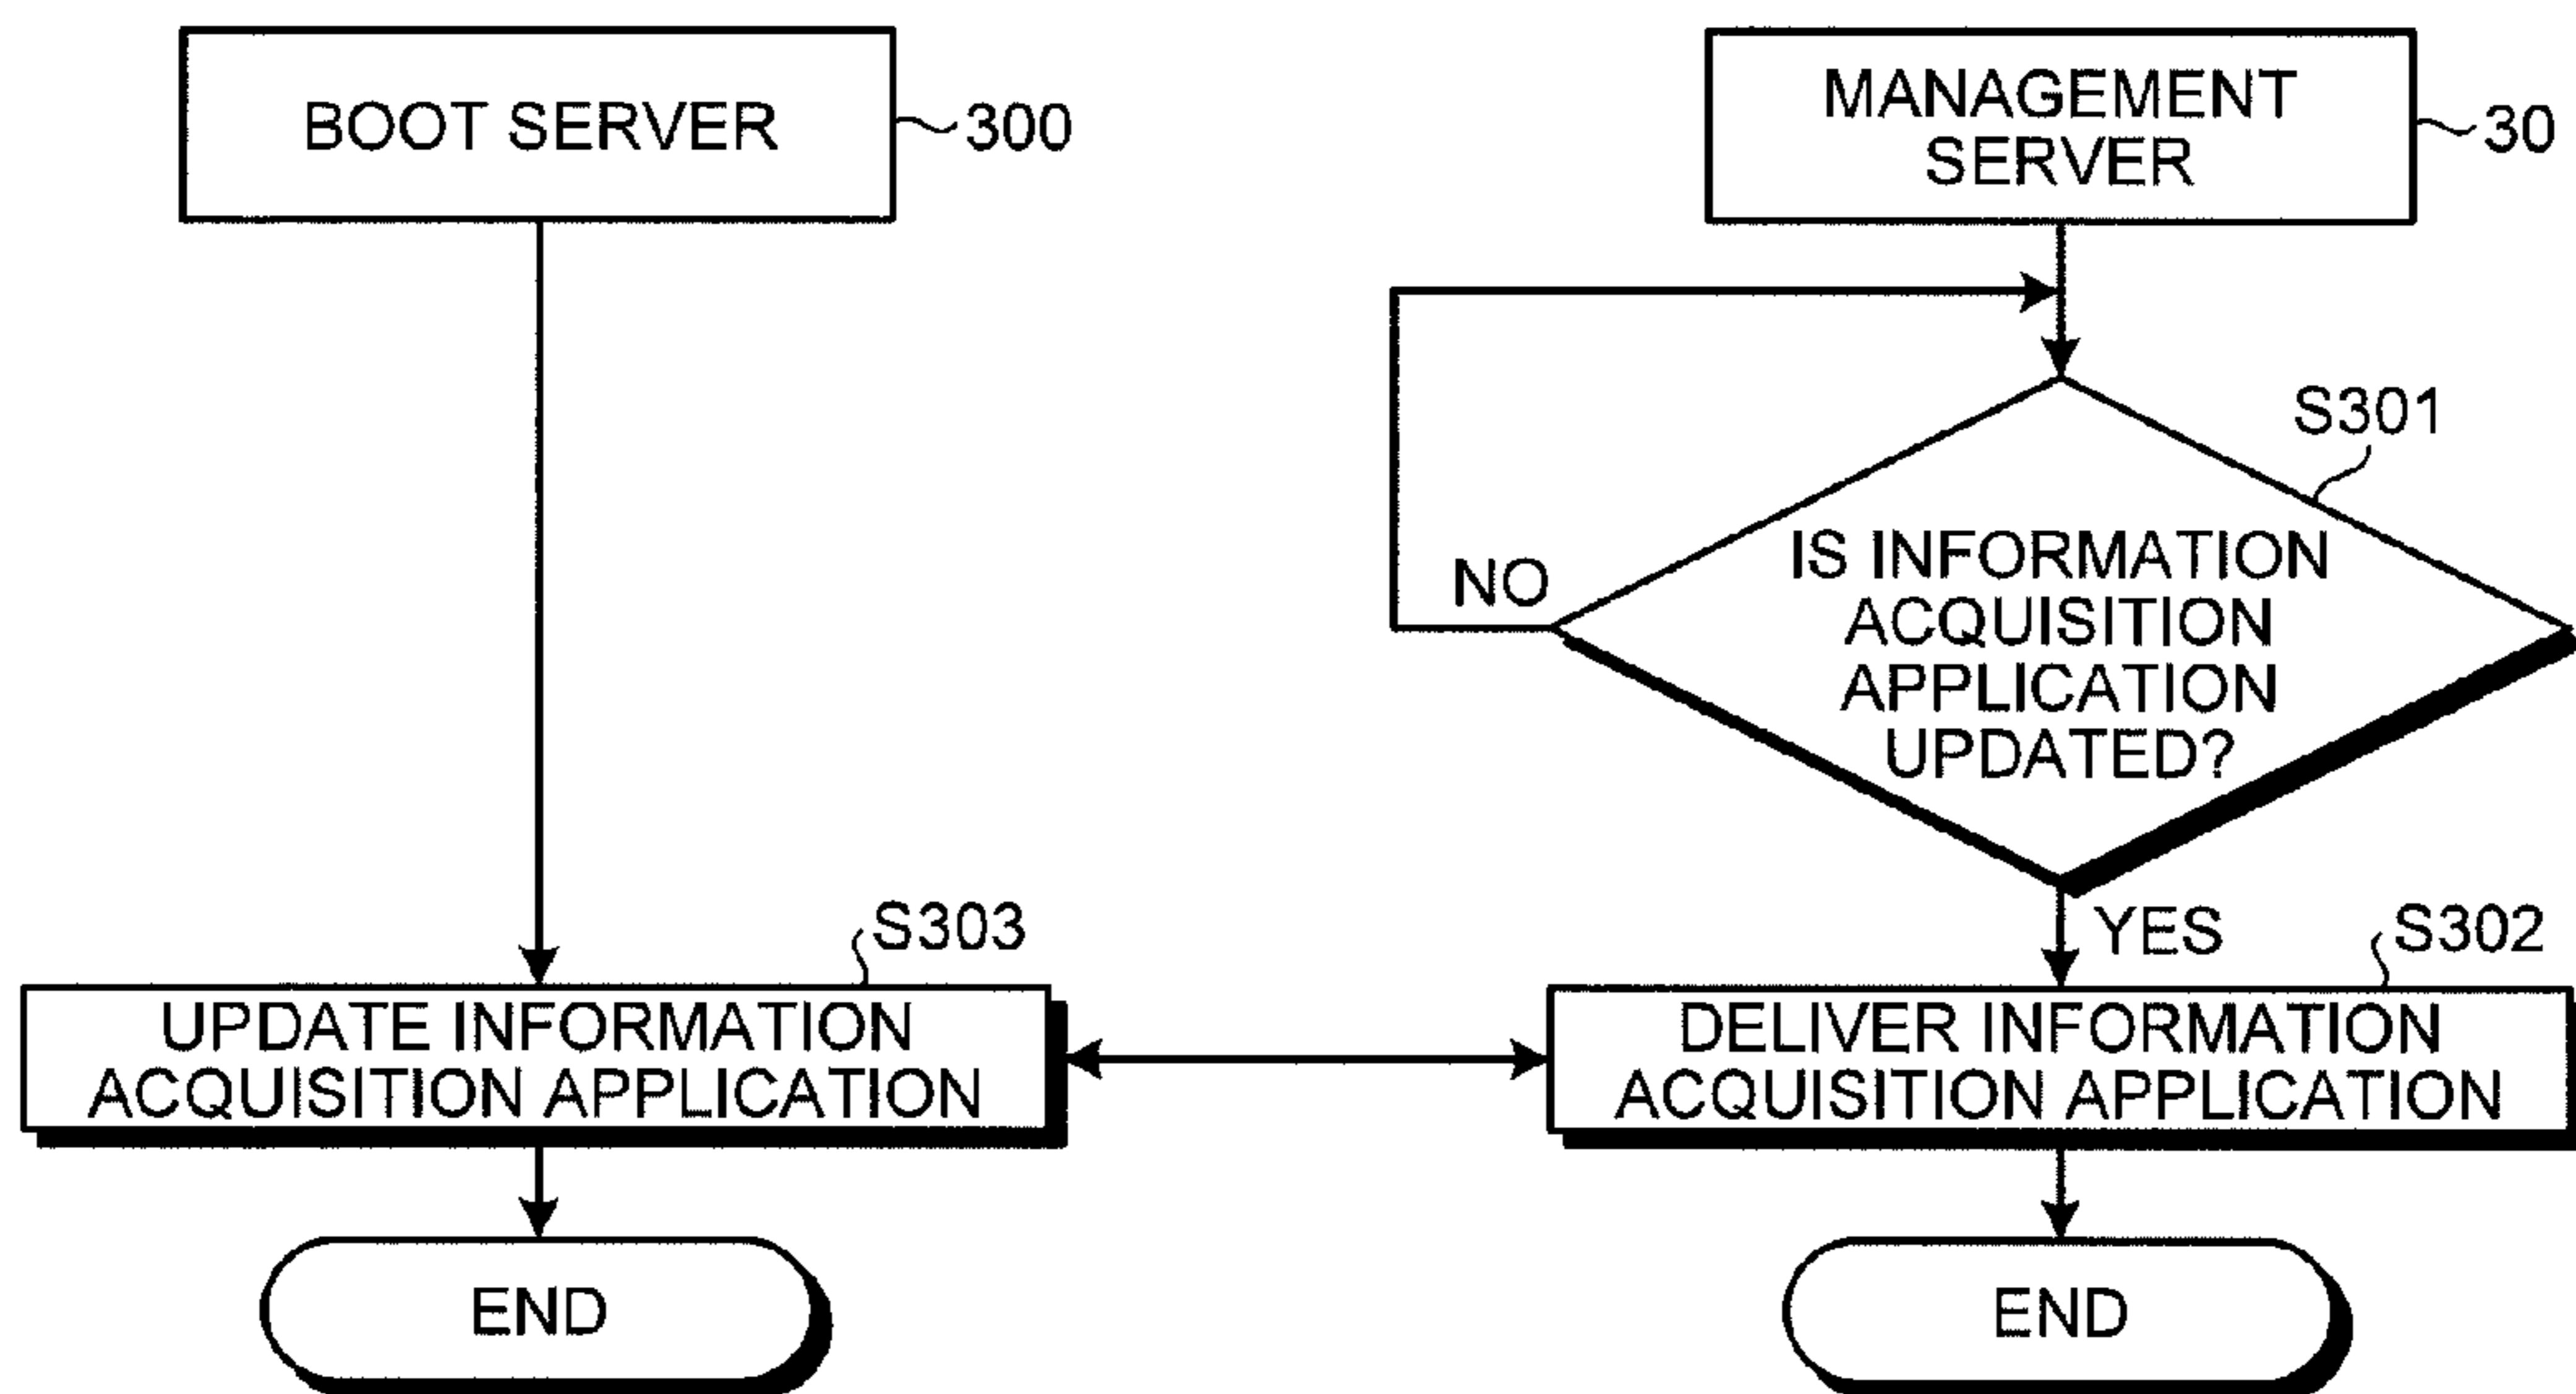 BOOT SERVER
300
MANAGEMENT
SERVER
30
S301
IS INFORMATION
ACQUISITION
APPLICATION
UPDATED?
NO
YES
S303
UPDATE INFORMATION
ACQUISITION APPLICATION
S302
DELIVER INFORMATION
ACQUISITION APPLICATION
END
END